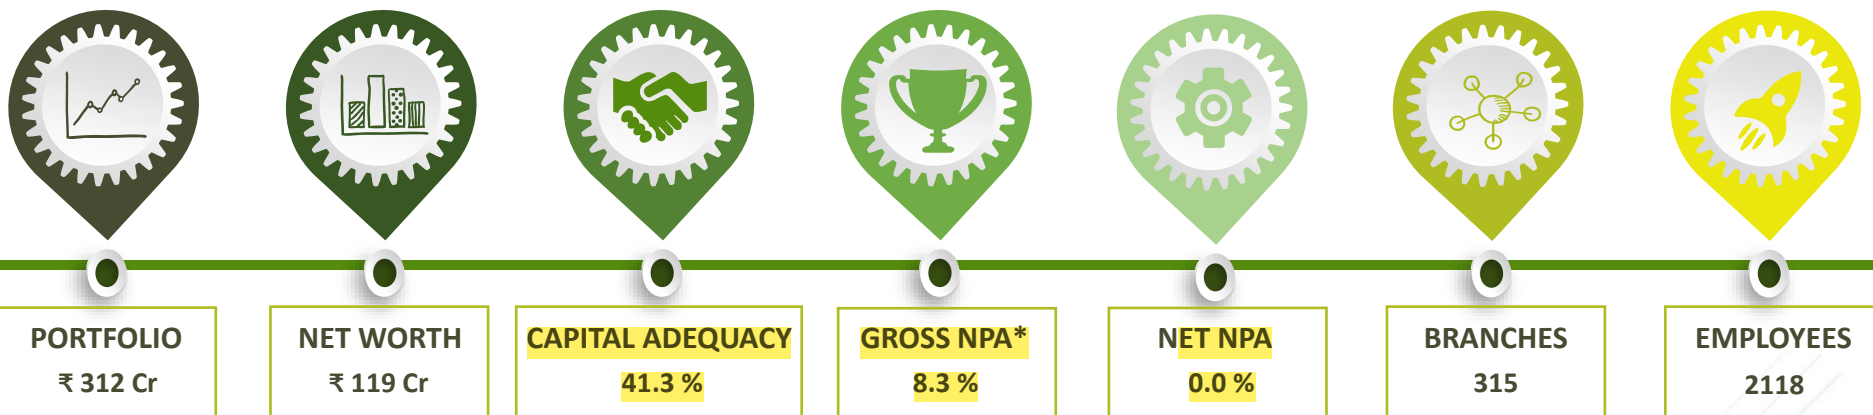 PORTFOLIO
₹ 312 Cr
NET WORTH
₹ 119 Cr
CAPITAL ADEQUACY
41.3 %
GROSS NPA*
8.3 %
NET NPA
0.0 %
BRANCHES
315
EMPLOYEES
2118